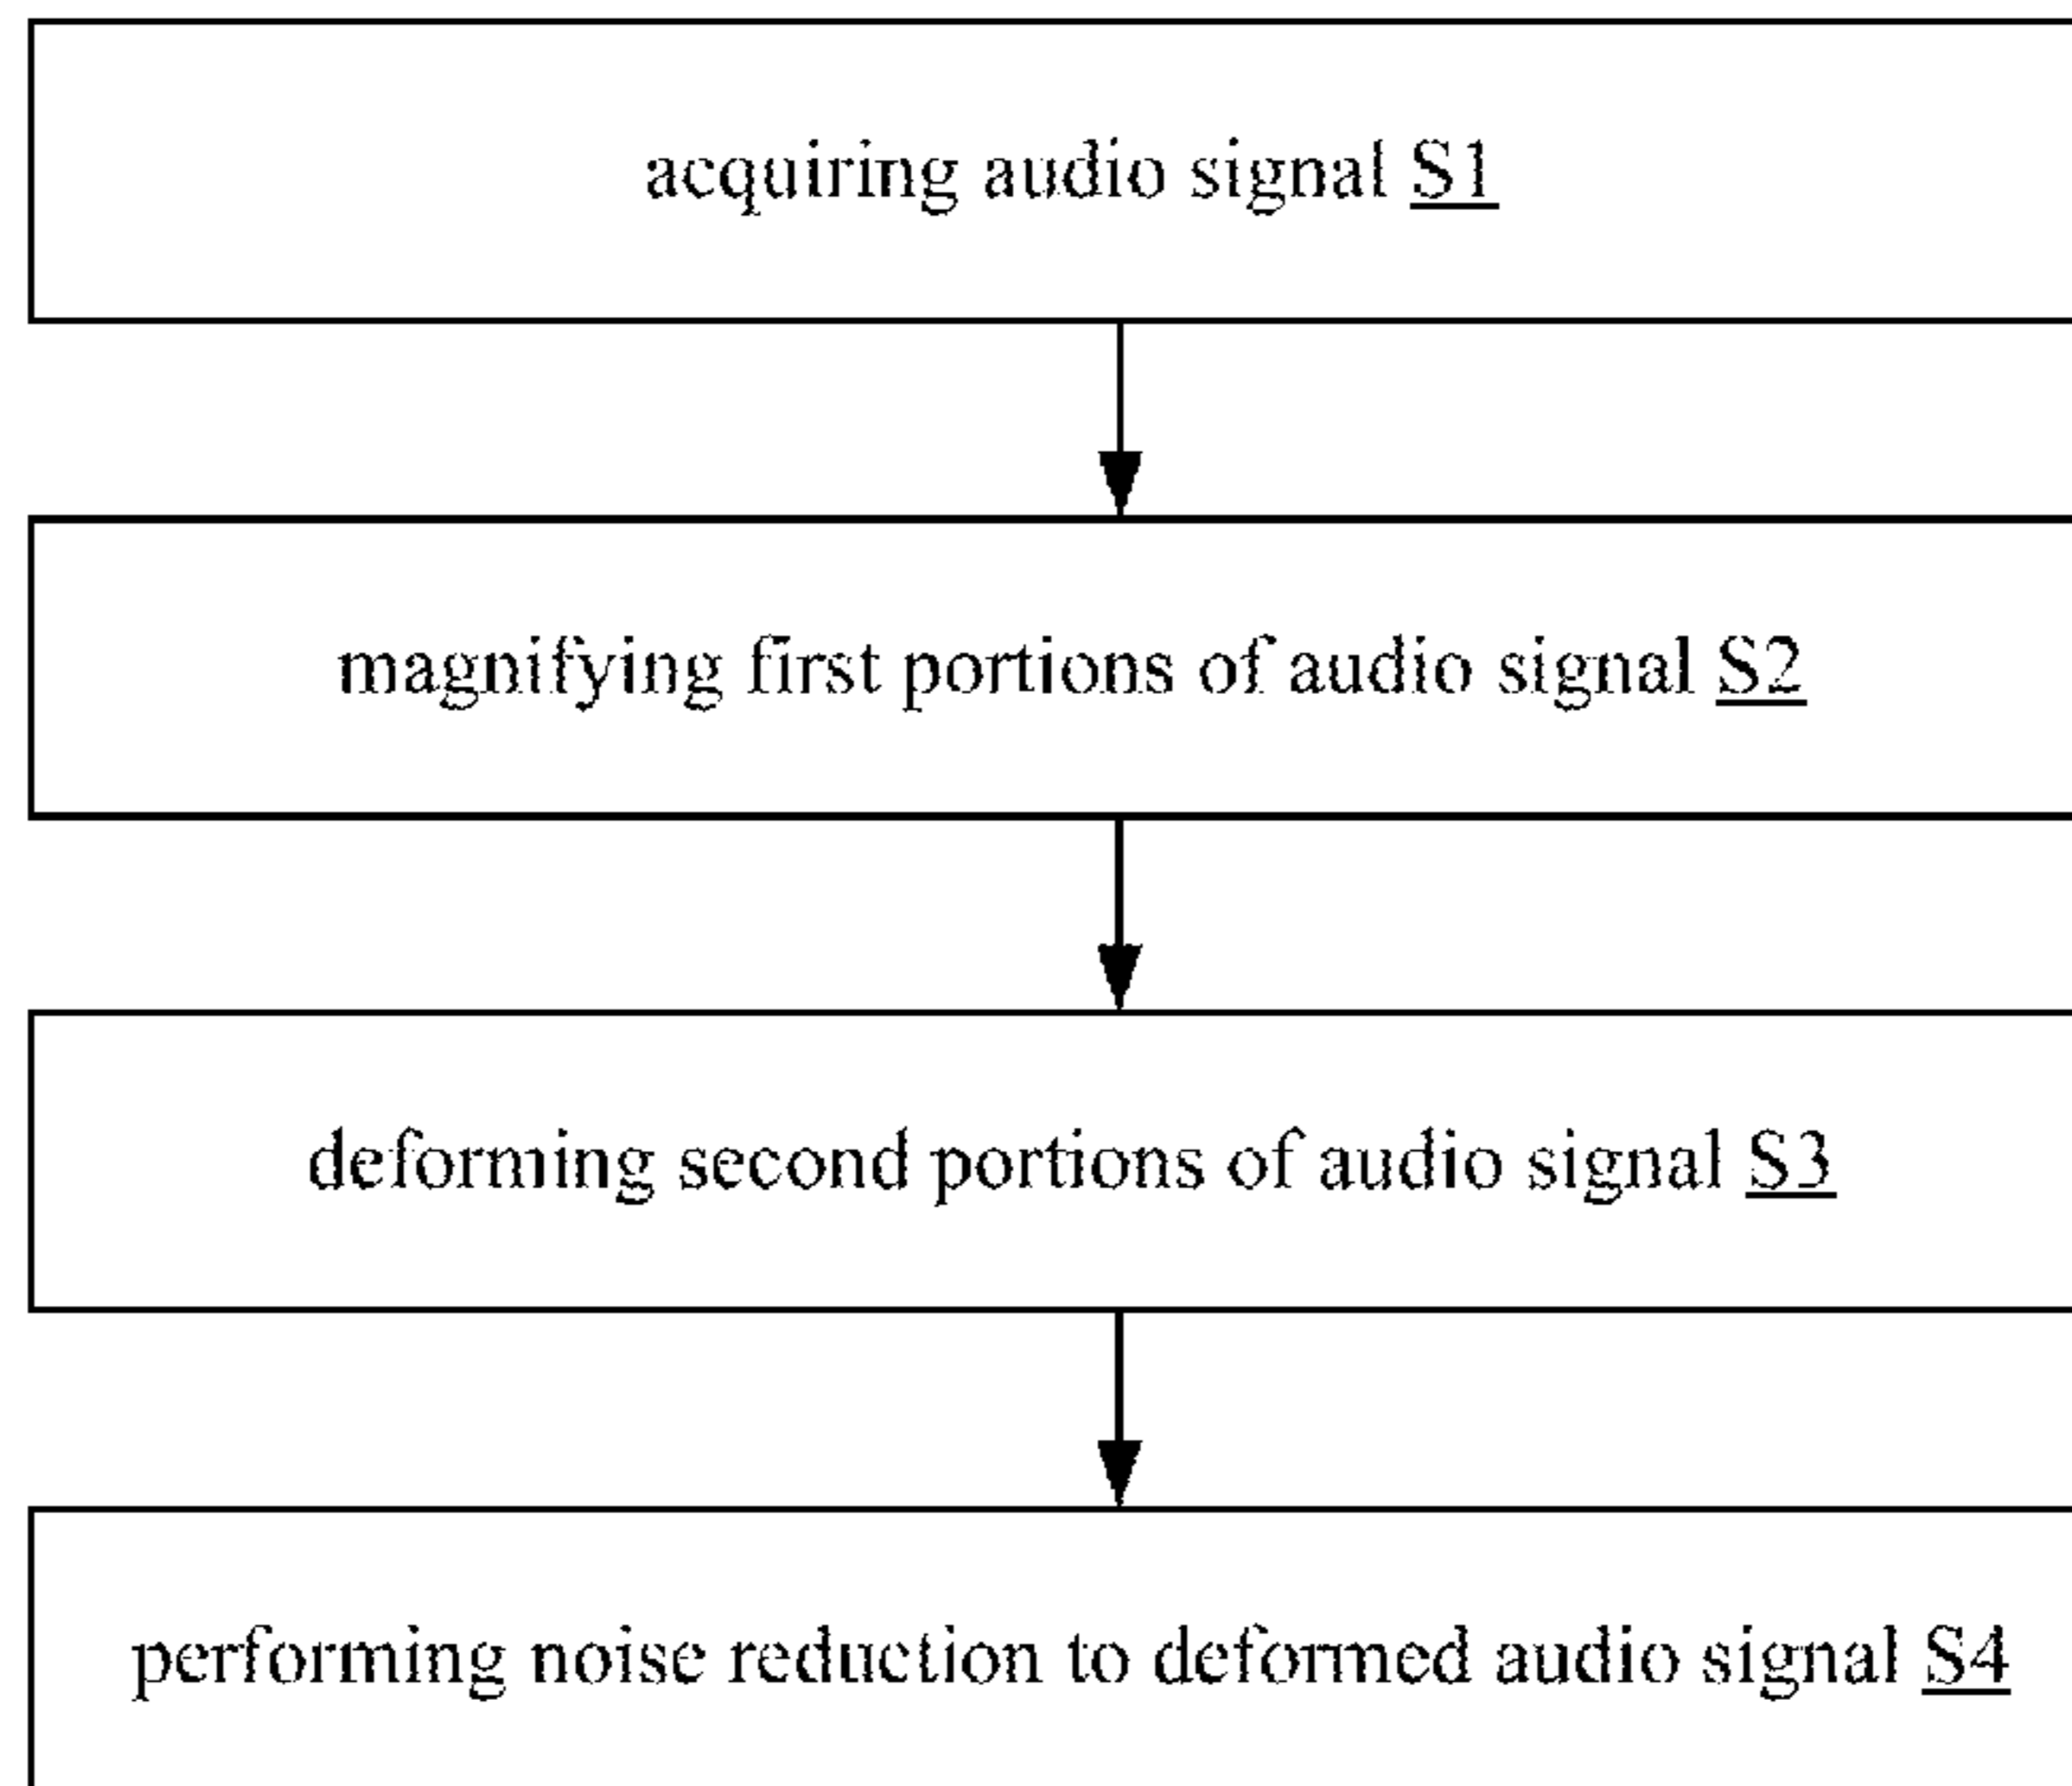 acquiring audio signal S1
magnifying first portions of audio signal S2
deforming second portions of audio signal S3
performing noise reduction to deformed audio signal S4